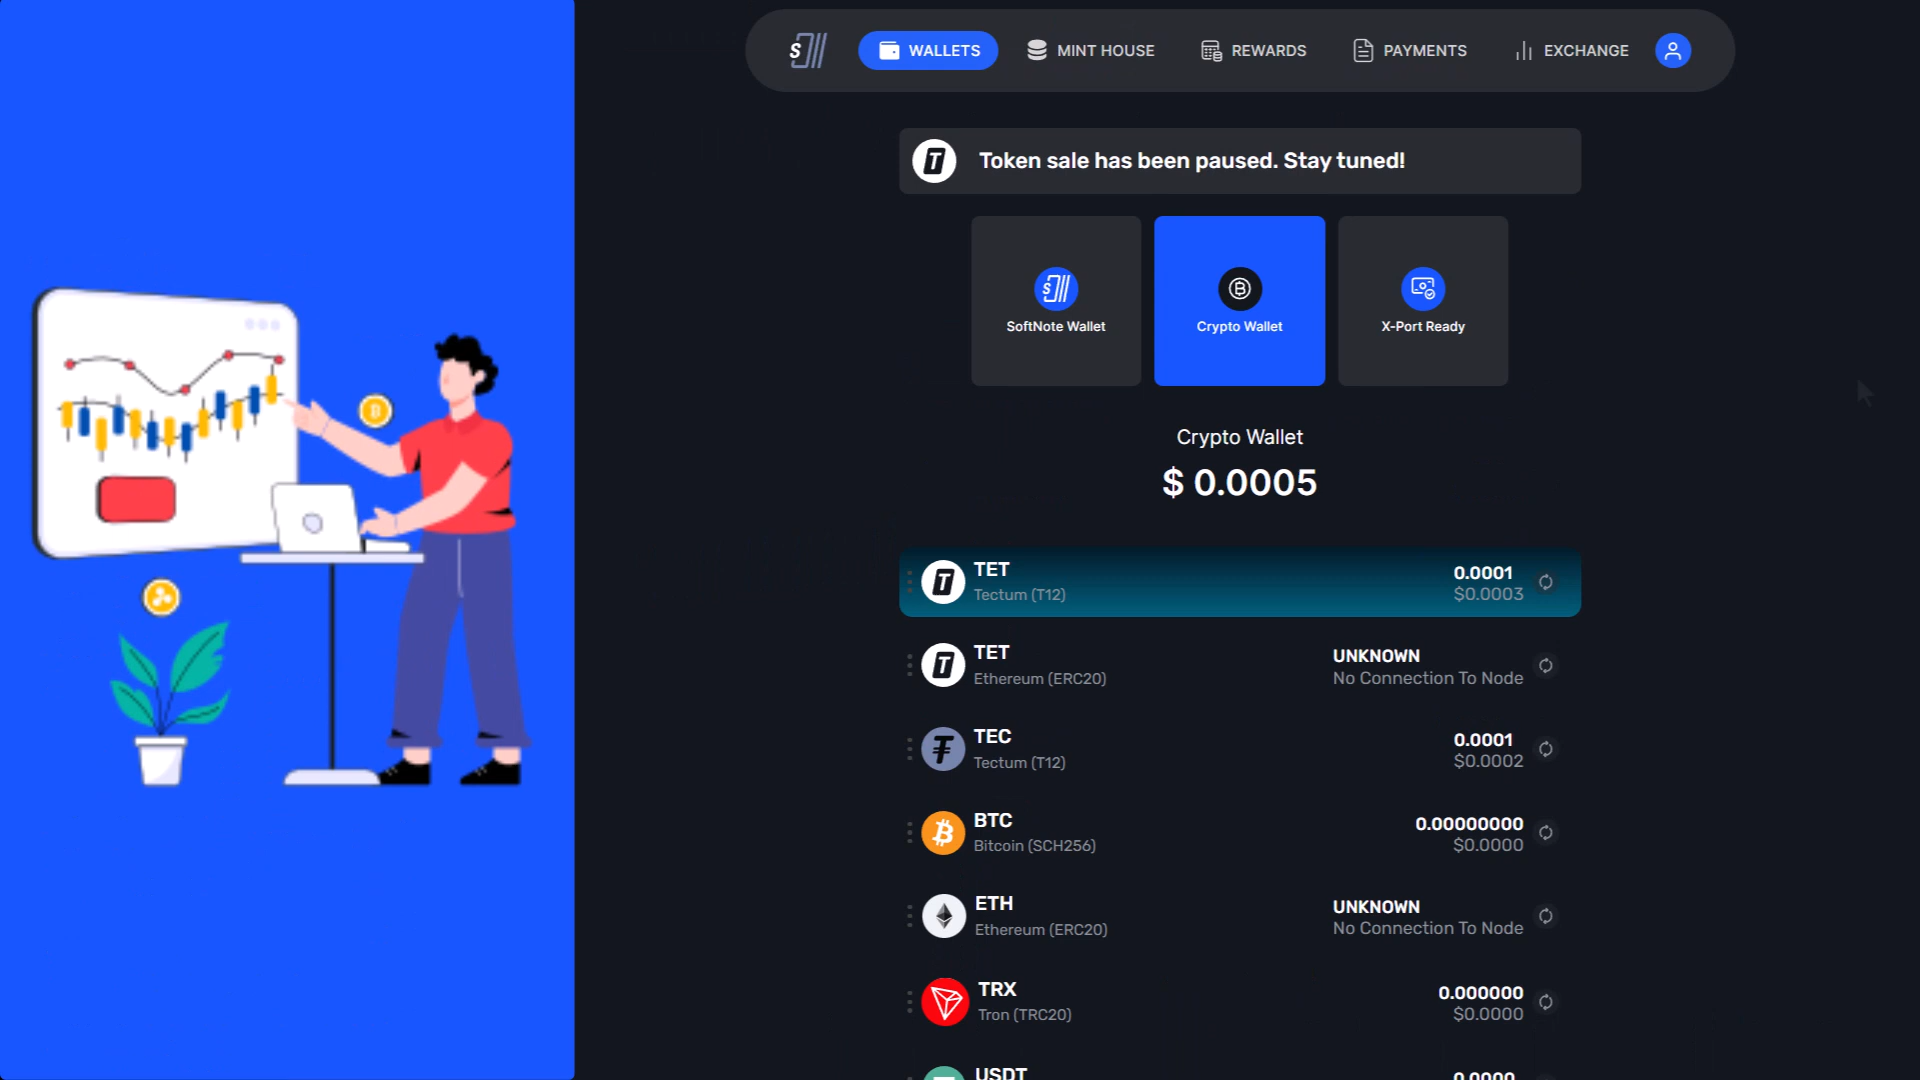 WALLETS
MINT HOUSE
REWARDS
PAYMENTS
EXCHANGE
Token sale has been paused. Stay tuned!
SoftNote Wallet
Crypto Wallet
X-Port Ready
Crypto Wallet
$ 0.0005
TET
Tectum (T12)
0.0001
$0.0003
TET
Ethereum (ERC20)
UNKNOWN
No Connection To Node
TEC
Tectum (T12)
0.0001
$0.0002
BTC
Bitcoin (SCH256)
0.00000000
$0.0000
ETH
Ethereum (ERC20)
UNKNOWN
No Connection To Node
TRX
Tron (TRC20)
0.000000
$0.0000
USDT
0.0000